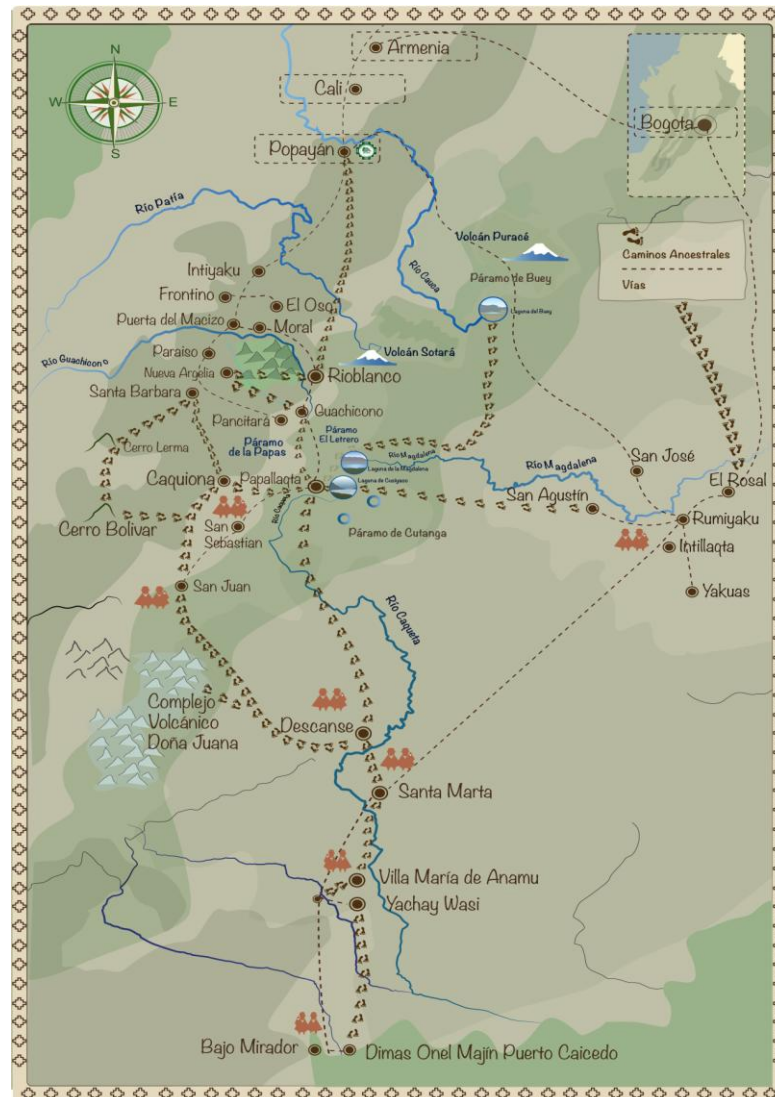 N
W
E
S
Armenia
Cali
Bogota
Popayán
Río Patía
Volcán Puracé
Caminos Ancestrales
Vías
Río Cauca
Intiyaku
Páramo de Buey
Frontino
El Oso
Laguna del Buey
Puerta del Macizo
Moral
Paraiso
Río Guachicono
Volcán Sotará
Nueva Argelia
Rioblanco
Santa Barbara
Guachicono
Pancitará
Páramo
El Letrero
Cerro Lerma
Páramo
de la Papas
Río Magdalena
Laguna de la Magdalena
Río Magdalena
San José
Caquiona
Papallaqta
El Rosal
San Agustín
Rumiyaku
Cerro Bolivar
San
Sebastian
Páramo de Cutanga
Intillaqta
San Juan
Yakuas
Río Caqueta
Complejo
Volcánico
Doña Juana
Descanse
Santa Marta
Villa María de Anamu
Yachay Wasi
Bajo Mirador
Dimas Onel Majín Puerto Caicedo